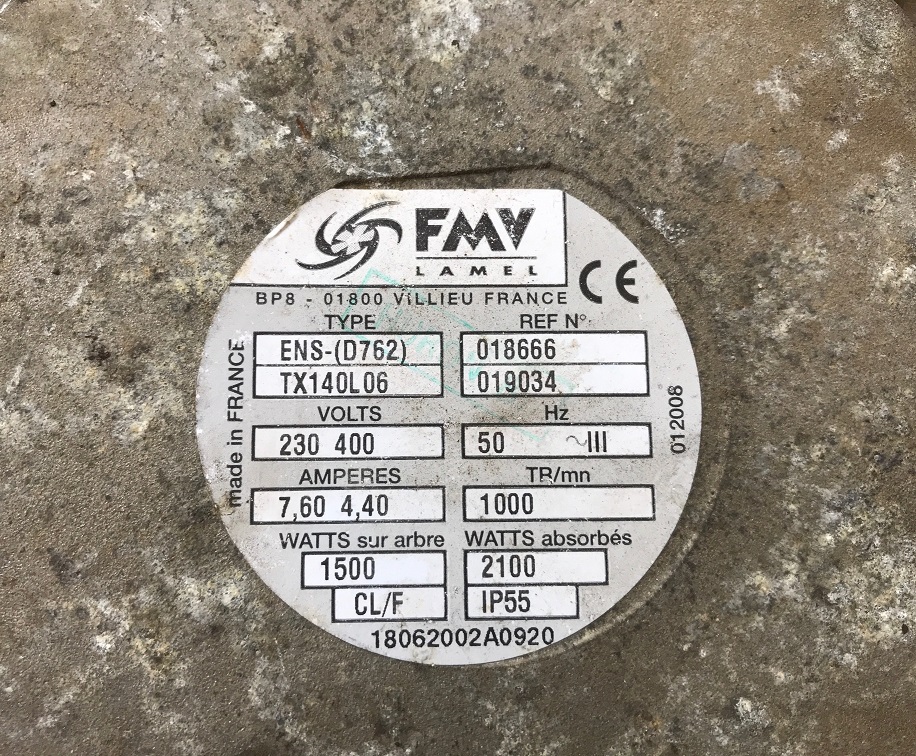 FMV
LAMEL
CE
BP8 - 01800 VILLIEU FRANCE
TYPE REF N°
ENS-(D762) 018666
TX140L06 019034
made in FRANCE
012008
VOLTS Hz
230 400 50 ~III
AMPERES TR/mn
7,60 4,40 1000
WATTS sur arbre WATTS absorbés
1500 2100
CL/F IP55
18062002A0920